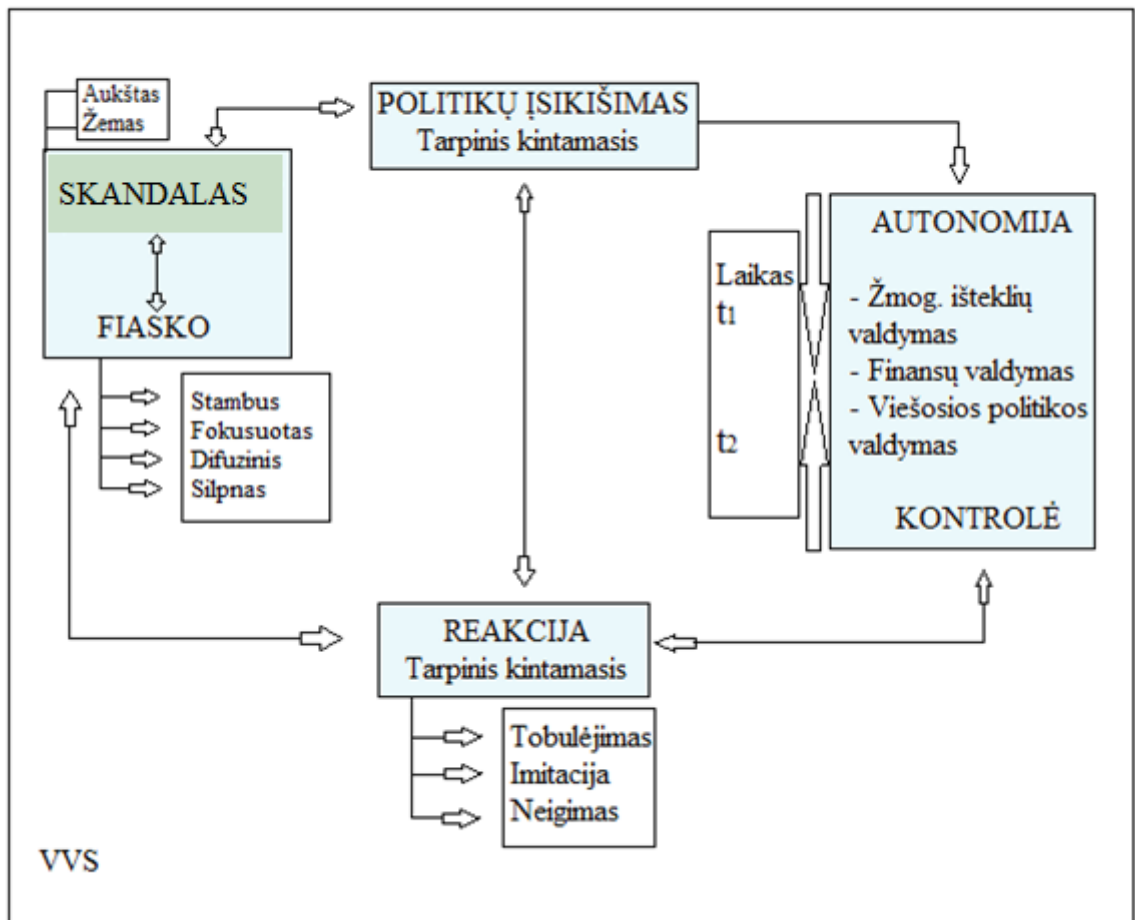 Aukštas
Žemas
SKANDALAS
FIASKO
Stambus
Fokusuotas
Difuzinis
Silpnas
POLITIKŲ ĮSIKIŠIMAS
Tarpinis kintamasis
Laikas
t1
t2
AUTONOMIJA
- Žmog. išteklių
valdymas
- Finansų valdymas
- Viešosios politikos
valdymas
KONTROLĖ
REAKCIJA
Tarpinis kintamasis
Tobulėjimas
Imitacija
Neigimas
VVS